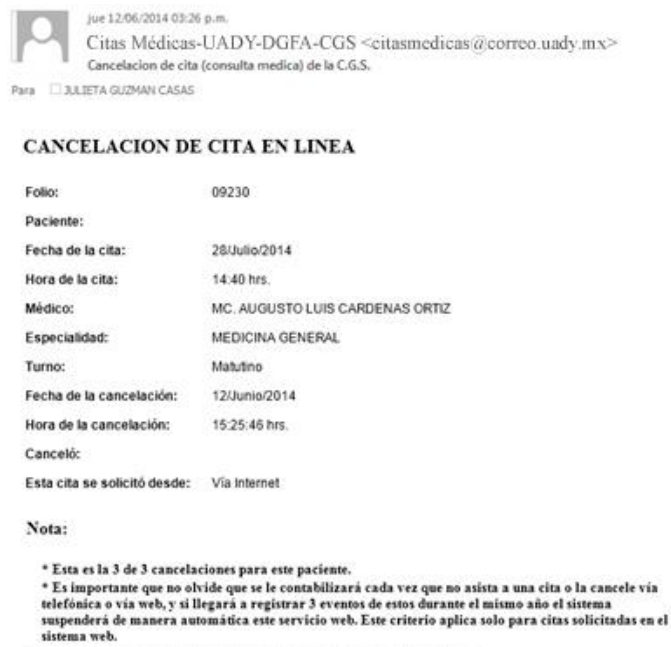 jue 12/06/2014 03:26 p.m.
Citas Médicas-UADY-DGFA-CGS <citasmedicas@correo.uady.mx>
Cancelacion de cita (consulta medica) de la C.G.S.
Para JULIETA GUZMAN CASAS
CANCELACION DE CITA EN LINEA
Folio: 09230
Paciente:
Fecha de la cita: 28/Julio/2014
Hora de la cita: 14:40 hrs.
Médico: MC. AUGUSTO LUIS CARDENAS ORTIZ
Especialidad: MEDICINA GENERAL
Turno: Matutino
Fecha de la cancelación: 12/Junio/2014
Hora de la cancelación: 15:25:46 hrs.
Canceló:
Esta cita se solicitó desde: Vía Internet
Nota:
* Esta es la 3 de 3 cancelaciones para este paciente.
* Es importante que no olvide que se le contabilizará cada vez que no asista a una cita o la cancele vía
telefónica o vía web, y si llegará a registrar 3 eventos de estos durante el mismo año el sistema
suspenderá de manera automática este servicio web. Este criterio aplica solo para citas solicitadas en el
sistema web.